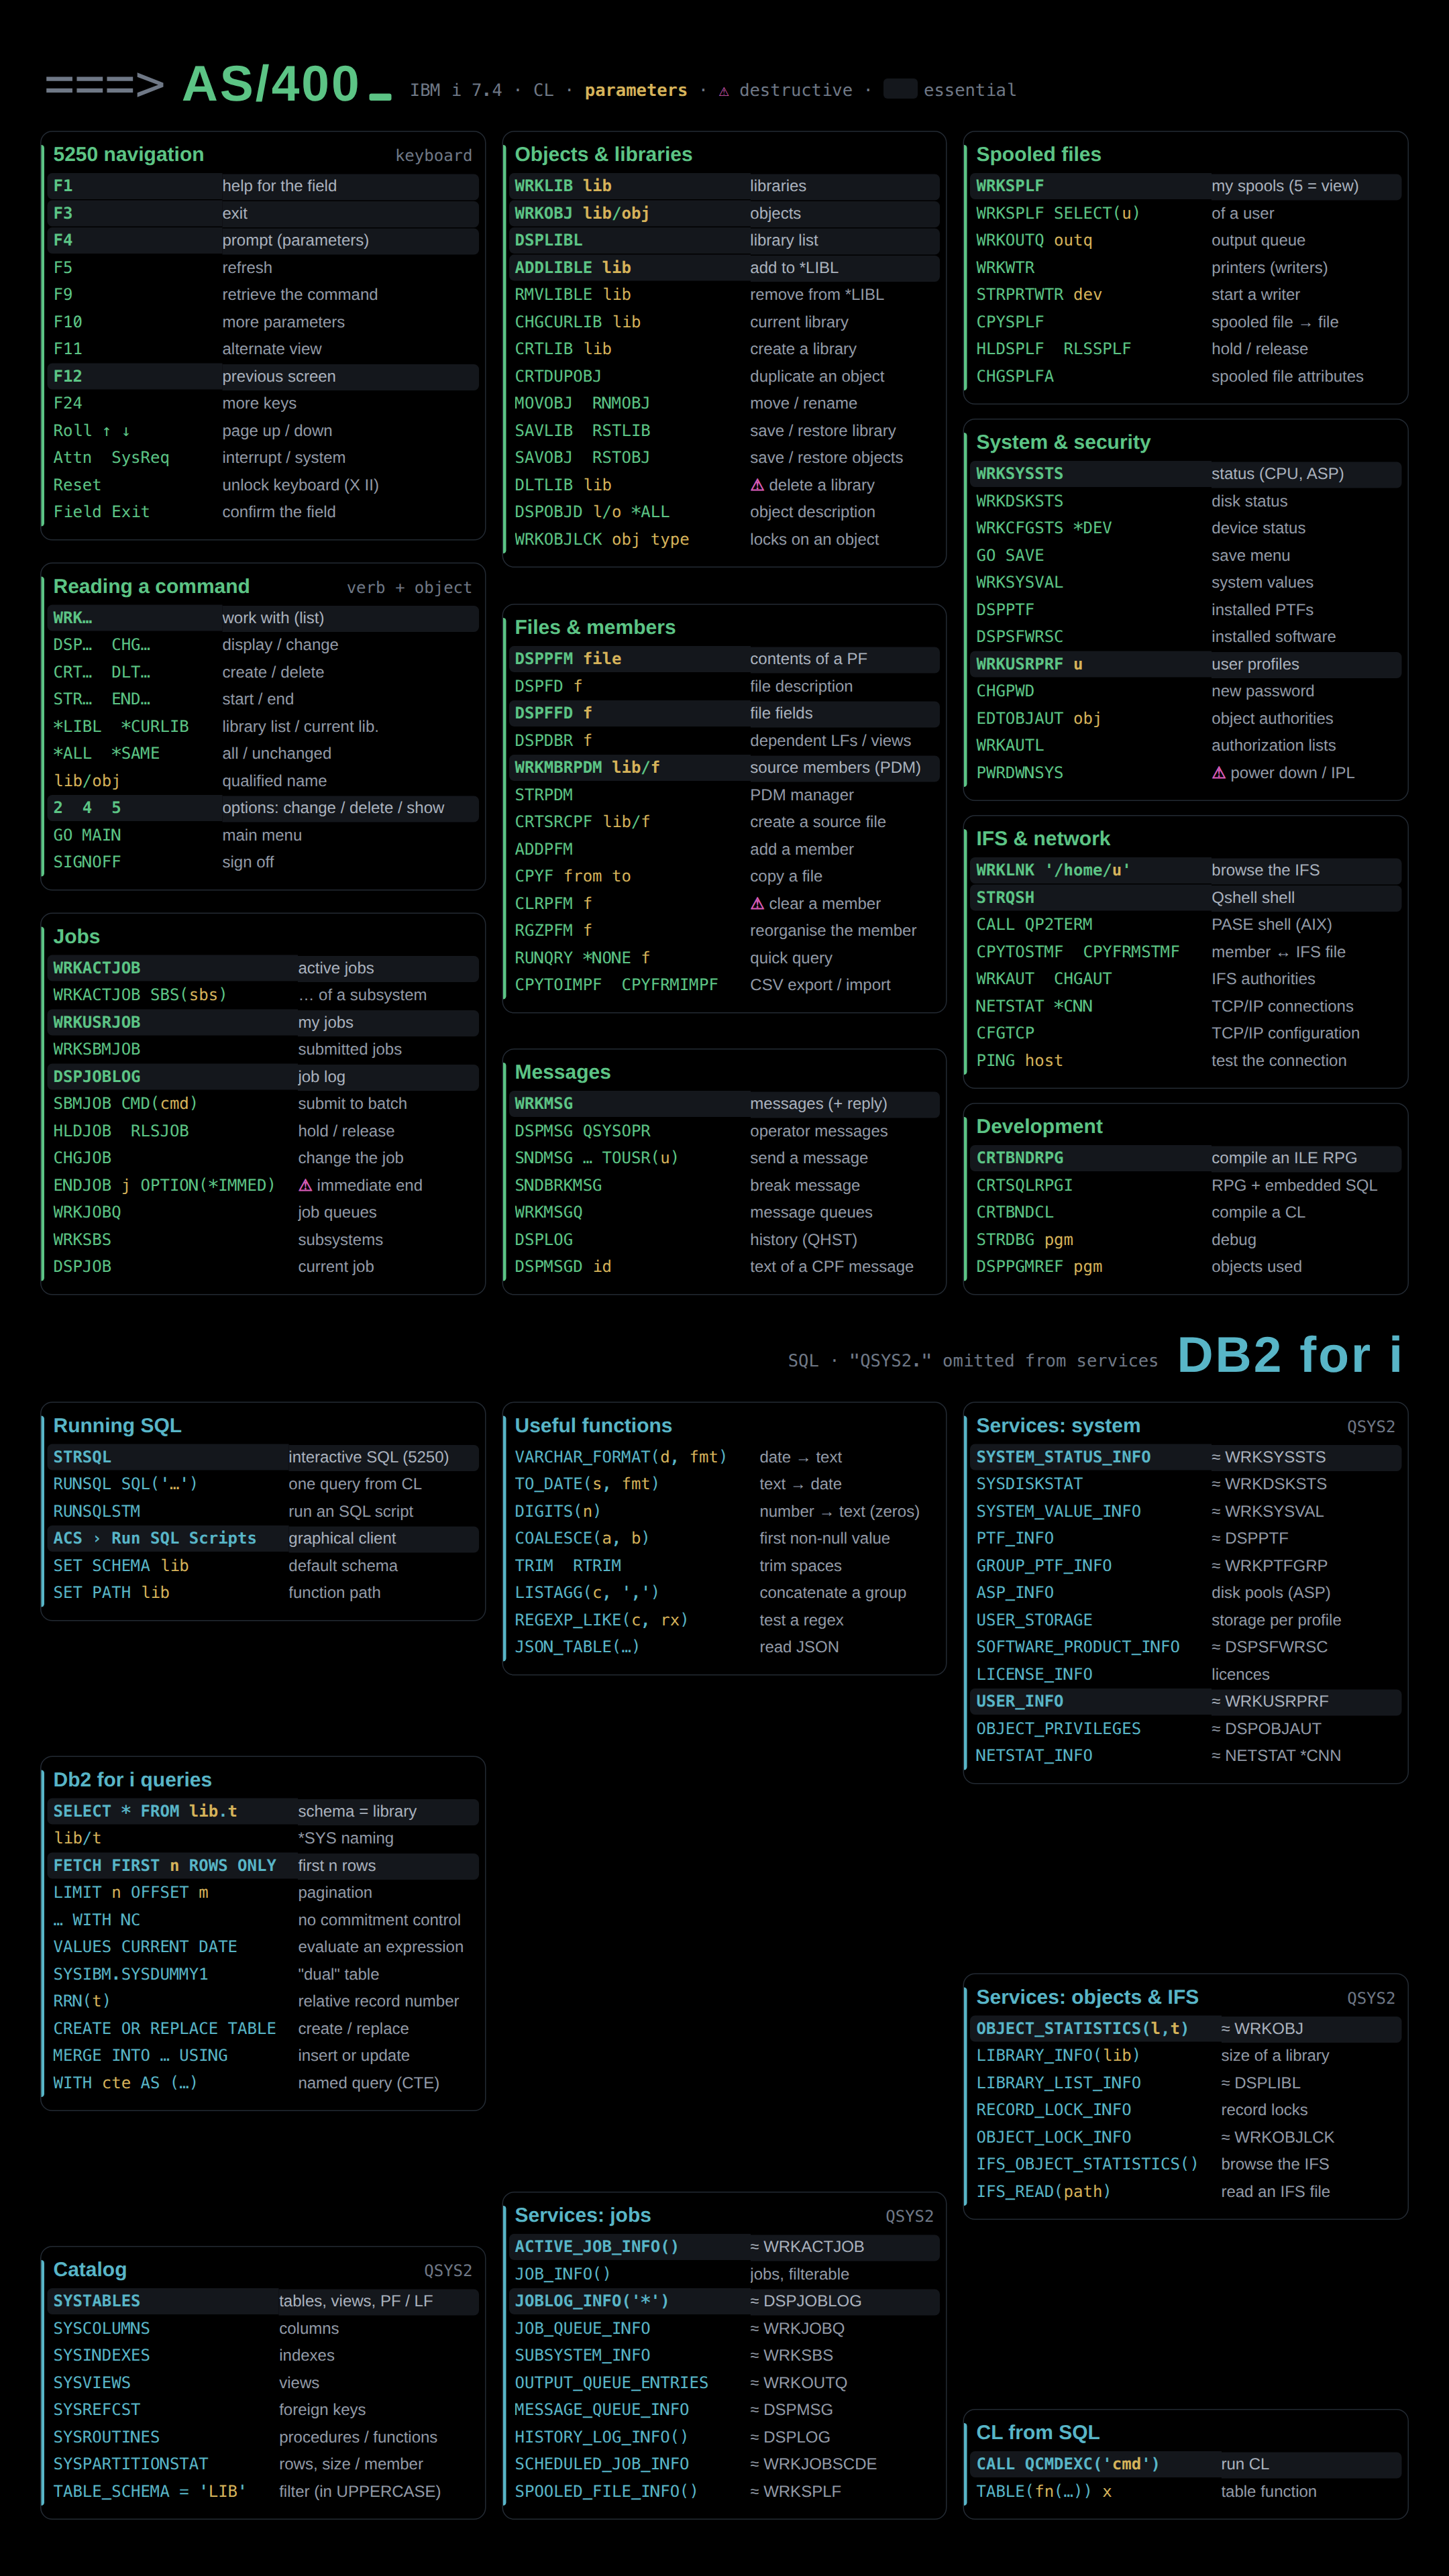 ===> AS/400_ IBM i 7.4 · CL · parameters · ⚠ destructive · essential
5250 navigation keyboard
F1 help for the field
F3 exit
F4 prompt (parameters)
F5 refresh
F9 retrieve the command
F10 more parameters
F11 alternate view
F12 previous screen
F24 more keys
Roll ↑ ↓ page up / down
Attn SysReq interrupt / system
Reset unlock keyboard (X II)
Field Exit confirm the field
Reading a command verb + object
WRK… work with (list)
DSP… CHG… display / change
CRT… DLT… create / delete
STR… END… start / end
*LIBL *CURLIB library list / current lib.
*ALL *SAME all / unchanged
lib/obj qualified name
2 4 5 options: change / delete / show
GO MAIN main menu
SIGNOFF sign off
Jobs
WRKACTJOB active jobs
WRKACTJOB SBS(sbs) … of a subsystem
WRKUSRJOB my jobs
WRKSBMJOB submitted jobs
DSPJOBLOG job log
SBMJOB CMD(cmd) submit to batch
HLDJOB RLSJOB hold / release
CHGJOB change the job
ENDJOB j OPTION(*IMMED) ⚠ immediate end
WRKJOBQ job queues
WRKSBS subsystems
DSPJOB current job
Objects & libraries
WRKLIB lib libraries
WRKOBJ lib/obj objects
DSPLIBL library list
ADDLIBLE lib add to *LIBL
RMVLIBLE lib remove from *LIBL
CHGCURLIB lib current library
CRTLIB lib create a library
CRTDUPOBJ duplicate an object
MOVOBJ RNMOBJ move / rename
SAVLIB RSTLIB save / restore library
SAVOBJ RSTOBJ save / restore objects
DLTLIB lib ⚠ delete a library
DSPOBJD l/o *ALL object description
WRKOBJLCK obj type locks on an object
Files & members
DSPPFM file contents of a PF
DSPFD f file description
DSPFFD f file fields
DSPDBR f dependent LFs / views
WRKMBRPDM lib/f source members (PDM)
STRPDM PDM manager
CRTSRCPF lib/f create a source file
ADDPFM add a member
CPYF from to copy a file
CLRPFM f ⚠ clear a member
RGZPFM f reorganise the member
RUNQRY *NONE f quick query
CPYTOIMPF CPYFRMIMPF CSV export / import
Messages
WRKMSG messages (+ reply)
DSPMSG QSYSOPR operator messages
SNDMSG … TOUSR(u) send a message
SNDBRKMSG break message
WRKMSGQ message queues
DSPLOG history (QHST)
DSPMSGD id text of a CPF message
Spooled files
WRKSPLF my spools (5 = view)
WRKSPLF SELECT(u) of a user
WRKOUTQ outq output queue
WRKWTR printers (writers)
STRPRTWTR dev start a writer
CPYSPLF spooled file → file
HLDSPLF RLSSPLF hold / release
CHGSPLFA spooled file attributes
System & security
WRKSYSSTS status (CPU, ASP)
WRKDSKSTS disk status
WRKCFGSTS *DEV device status
GO SAVE save menu
WRKSYSVAL system values
DSPPTF installed PTFs
DSPSFWRSC installed software
WRKUSRPRF u user profiles
CHGPWD new password
EDTOBJAUT obj object authorities
WRKAUTL authorization lists
PWRDWNSYS ⚠ power down / IPL
IFS & network
WRKLNK '/home/u' browse the IFS
STRQSH Qshell shell
CALL QP2TERM PASE shell (AIX)
CPYTOSTMF CPYFRMSTMF member ↔ IFS file
WRKAUT CHGAUT IFS authorities
NETSTAT *CNN TCP/IP connections
CFGTCP TCP/IP configuration
PING host test the connection
Development
CRTBNDRPG compile an ILE RPG
CRTSQLRPGI RPG + embedded SQL
CRTBNDCL compile a CL
STRDBG pgm debug
DSPPGMREF pgm objects used
SQL · "QSYS2." omitted from services DB2 for i
Running SQL
STRSQL interactive SQL (5250)
RUNSQL SQL('…') one query from CL
RUNSQLSTM run an SQL script
ACS › Run SQL Scripts graphical client
SET SCHEMA lib default schema
SET PATH lib function path
Db2 for i queries
SELECT * FROM lib.t schema = library
lib/t *SYS naming
FETCH FIRST n ROWS ONLY first n rows
LIMIT n OFFSET m pagination
… WITH NC no commitment control
VALUES CURRENT DATE evaluate an expression
SYSIBM.SYSDUMMY1 "dual" table
RRN(t) relative record number
CREATE OR REPLACE TABLE create / replace
MERGE INTO … USING insert or update
WITH cte AS (…) named query (CTE)
Catalog QSYS2
SYSTABLES tables, views, PF / LF
SYSCOLUMNS columns
SYSINDEXES indexes
SYSVIEWS views
SYSREFCST foreign keys
SYSROUTINES procedures / functions
SYSPARTITIONSTAT rows, size / member
TABLE_SCHEMA = 'LIB' filter (in UPPERCASE)
Useful functions
VARCHAR_FORMAT(d, fmt) date → text
TO_DATE(s, fmt) text → date
DIGITS(n) number → text (zeros)
COALESCE(a, b) first non-null value
TRIM RTRIM trim spaces
LISTAGG(c, ',') concatenate a group
REGEXP_LIKE(c, rx) test a regex
JSON_TABLE(…) read JSON
Services: jobs QSYS2
ACTIVE_JOB_INFO() ≈ WRKACTJOB
JOB_INFO() jobs, filterable
JOBLOG_INFO('*') ≈ DSPJOBLOG
JOB_QUEUE_INFO ≈ WRKJOBQ
SUBSYSTEM_INFO ≈ WRKSBS
OUTPUT_QUEUE_ENTRIES ≈ WRKOUTQ
MESSAGE_QUEUE_INFO ≈ DSPMSG
HISTORY_LOG_INFO() ≈ DSPLOG
SCHEDULED_JOB_INFO ≈ WRKJOBSCDE
SPOOLED_FILE_INFO() ≈ WRKSPLF
Services: system QSYS2
SYSTEM_STATUS_INFO ≈ WRKSYSSTS
SYSDISKSTAT ≈ WRKDSKSTS
SYSTEM_VALUE_INFO ≈ WRKSYSVAL
PTF_INFO ≈ DSPPTF
GROUP_PTF_INFO ≈ WRKPTFGRP
ASP_INFO disk pools (ASP)
USER_STORAGE storage per profile
SOFTWARE_PRODUCT_INFO ≈ DSPSFWRSC
LICENSE_INFO licences
USER_INFO ≈ WRKUSRPRF
OBJECT_PRIVILEGES ≈ DSPOBJAUT
NETSTAT_INFO ≈ NETSTAT *CNN
Services: objects & IFS QSYS2
OBJECT_STATISTICS(l,t) ≈ WRKOBJ
LIBRARY_INFO(lib) size of a library
LIBRARY_LIST_INFO ≈ DSPLIBL
RECORD_LOCK_INFO record locks
OBJECT_LOCK_INFO ≈ WRKOBJLCK
IFS_OBJECT_STATISTICS() browse the IFS
IFS_READ(path) read an IFS file
CL from SQL
CALL QCMDEXC('cmd') run CL
TABLE(fn(…)) x table function